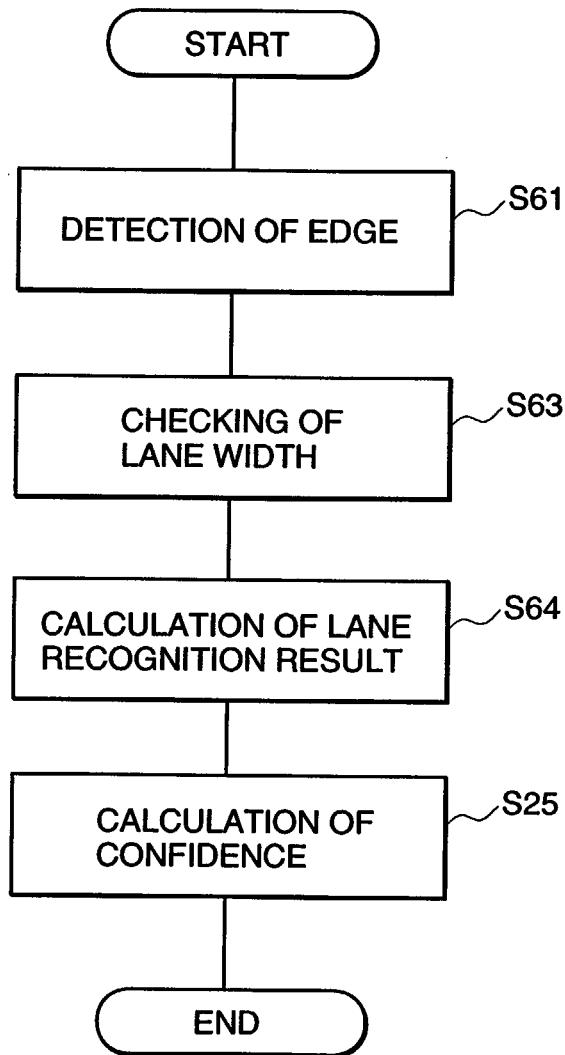 START
DETECTION OF EDGE
S61
CHECKING OF
LANE WIDTH
S63
CALCULATION OF LANE
RECOGNITION RESULT
S64
CALCULATION OF
CONFIDENCE
S25
END